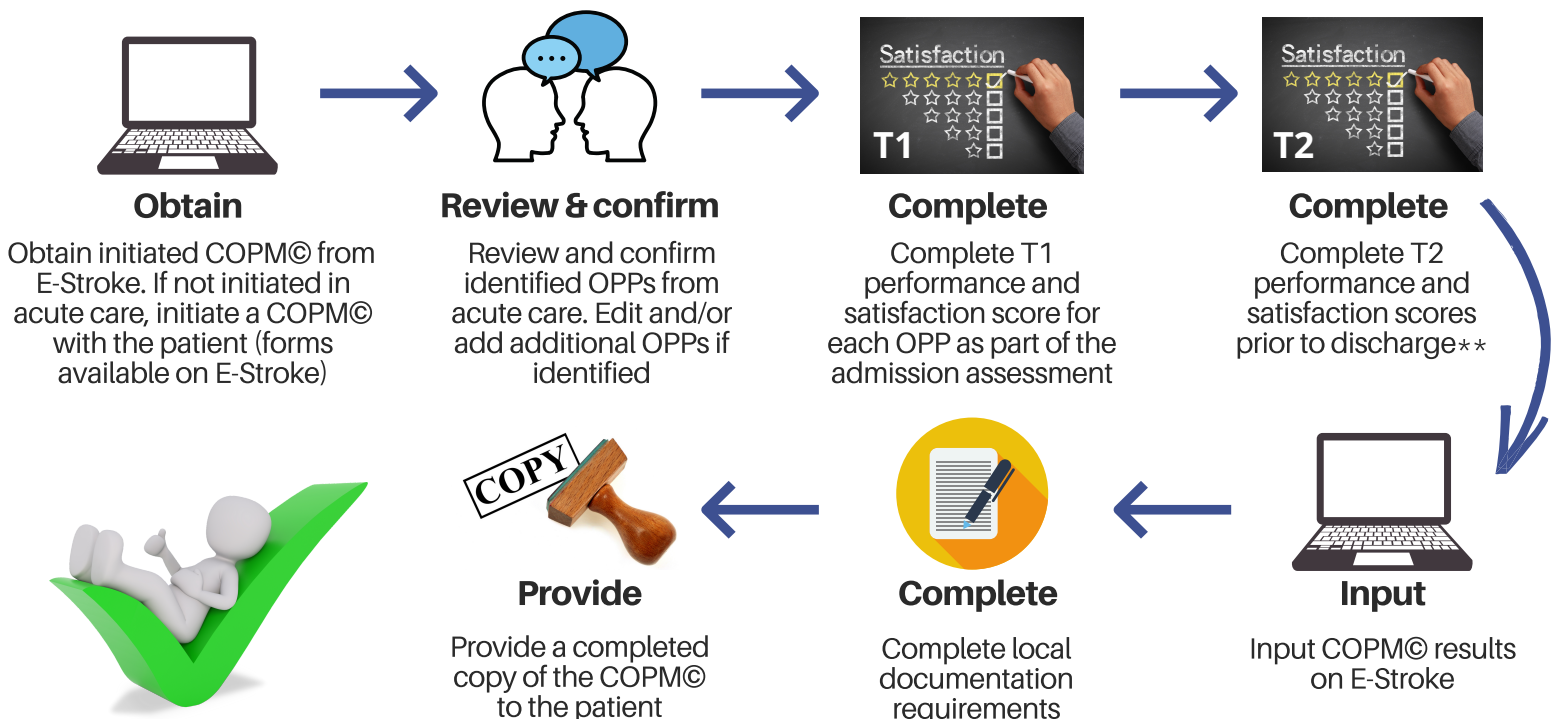 Satisfaction
T1
Satisfaction
T2
Obtain
Obtain initiated COPM© from
E-Stroke. If not initiated in
acute care, initiate a COPM©
with the patient (forms
available on E-Stroke)
Review & confirm
Review and confirm
identified OPPs from
acute care. Edit and/or
add additional OPPs if
identified
Complete
Complete T1
performance and
satisfaction score for
each OPP as part of the
admission assessment
Complete
Complete T2
performance and
satisfaction scores
prior to discharge**
Input
Input COPM© results
on E-Stroke
Complete
Complete local
documentation
requirements
COPY
Provide
Provide a completed
copy of the COPM©
to the patient